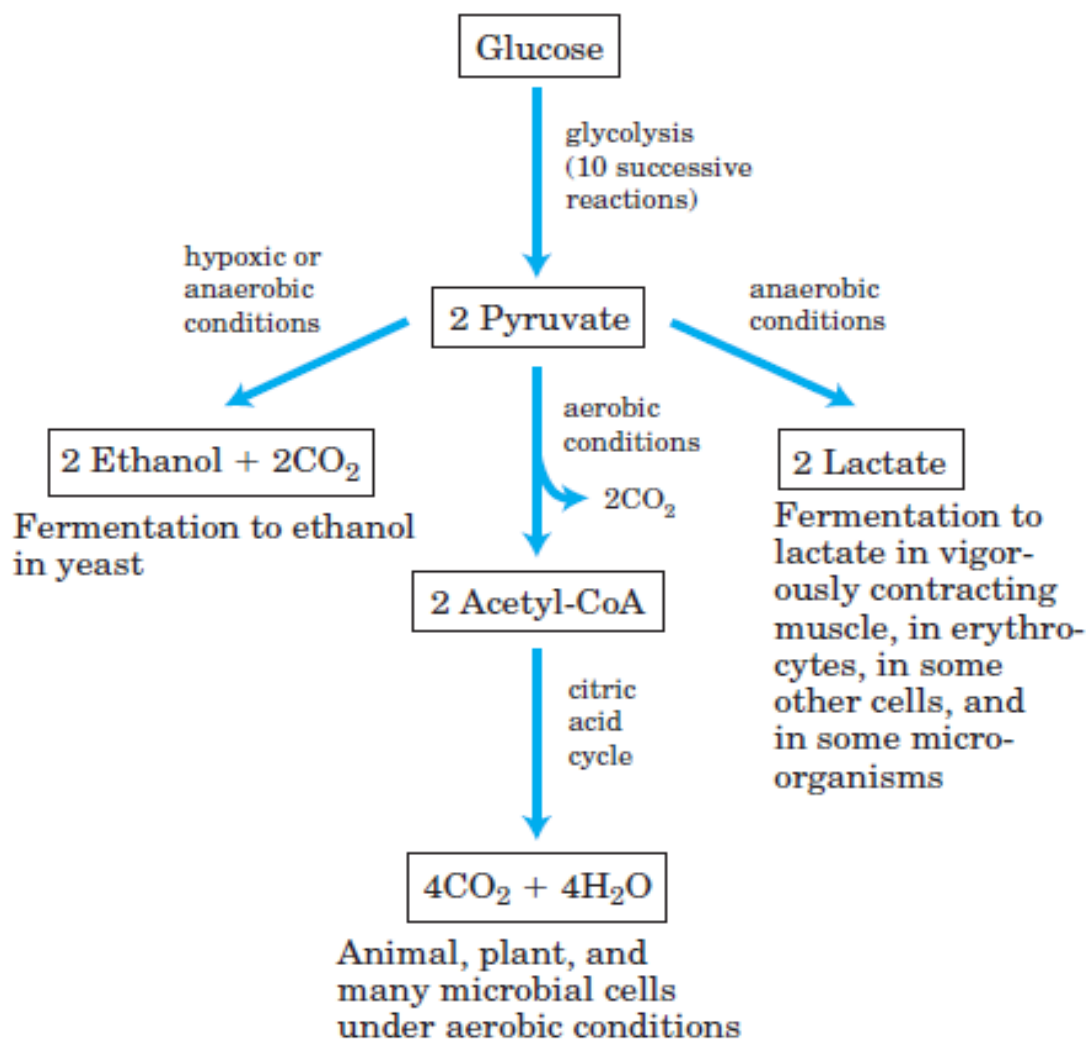 Glucose
glycolysis
(10 successive
reactions)
hypoxic or
anaerobic
conditions
2 Pyruvate
anaerobic
conditions
2 Ethanol + 2CO₂
Fermentation to ethanol
in yeast
aerobic
conditions
2CO₂
2 Lactate
Fermentation to
lactate in vigor-
ously contracting
muscle, in erythro-
cytes, in some
other cells, and
in some micro-
organisms
2 Acetyl-CoA
citric
acid
cycle
4CO₂ + 4H₂O
Animal, plant, and
many microbial cells
under aerobic conditions